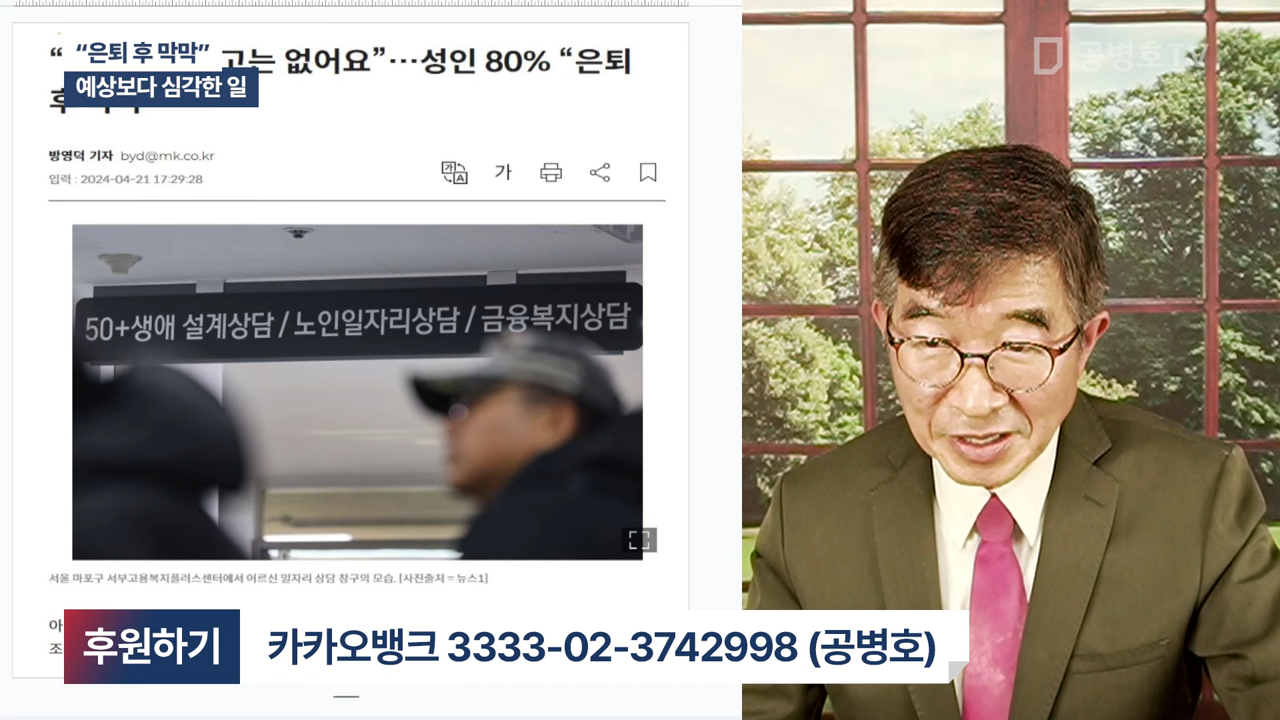 “은퇴 후 막막”
예상보다 심각한 일
“
고는 없어요”…성인 80% “은퇴
후
방영덕 기자 byd@mk.co.kr
입력 : 2024-04-21 17:29:28
가
A
가
50+생애 설계상담 / 노인일자리상담 / 금융복지상담
서울 마포구 서부고용복지플러스센터에서 어르신 일자리 상담 창구의 모습. [사진출처 = 뉴스1]
아
조
후원하기
카카오뱅크 3333-02-3742998 (공병호)
공병호TV